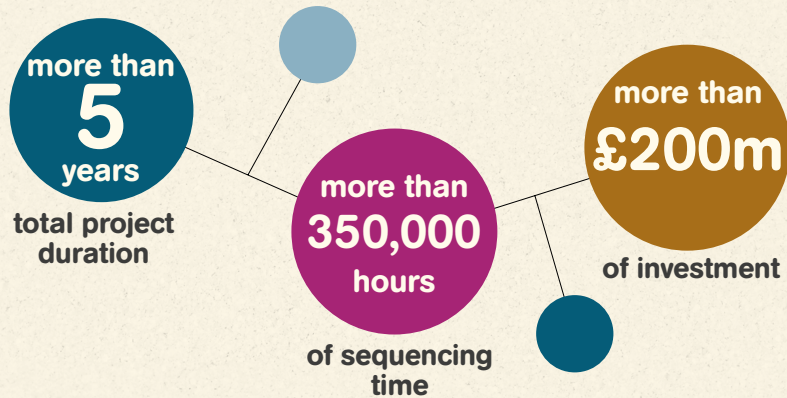 more than
5
years
total project
duration
more than
350,000
hours
of sequencing
time
more than
£200m
of investment